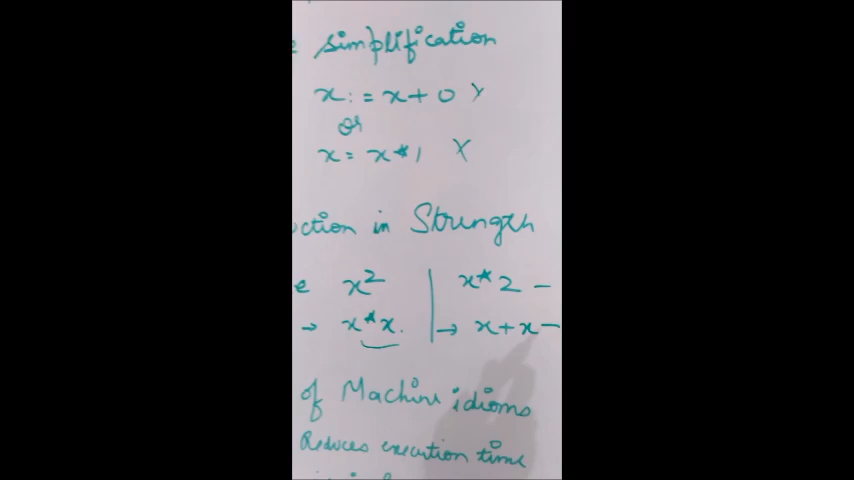 e simplification
x := x + 0 X
or
x = x * 1 X
ction in Strength
e x² | x * 2 -
→ x * x. | → x + x -
of Machine idioms
Reduces execution time